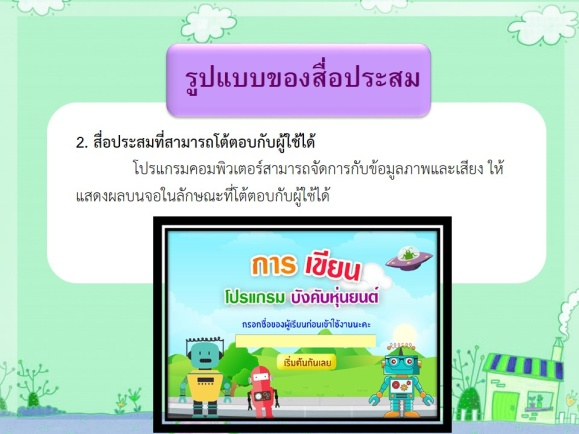 รูปแบบของสื่อประสม
2. สื่อประสมที่สามารถโต้ตอบกับผู้ใช้ได้
โปรแกรมคอมพิวเตอร์สามารถจัดการกับข้อมูลภาพและเสียง ให้
แสดงผลบนจอในลักษณะที่โต้ตอบกับผู้ใช้ได้
การ เขียน
โปรแกรม บังคับหุ่นยนต์
กรอกชื่อของผู้เรียนก่อนเข้าใช้งานนะคะ
เริ่มต้นกันเลย